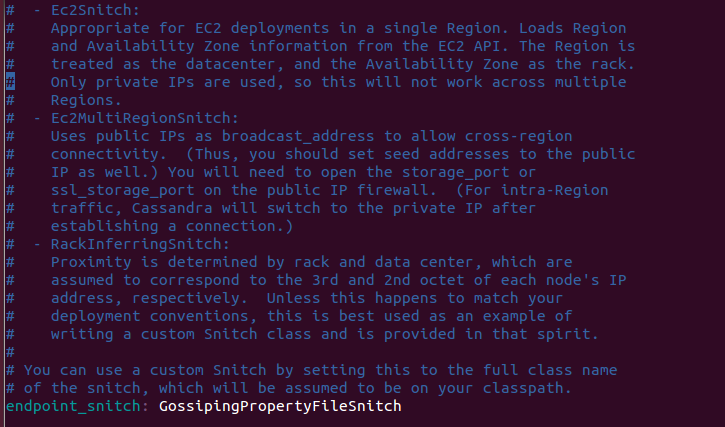 #  - Ec2Snitch:
#    Appropriate for EC2 deployments in a single Region. Loads Region
#    and Availability Zone information from the EC2 API. The Region is
#    treated as the datacenter, and the Availability Zone as the rack.
#    Only private IPs are used, so this will not work across multiple
#    Regions.
#  - Ec2MultiRegionSnitch:
#    Uses public IPs as broadcast_address to allow cross-region
#    connectivity.  (Thus, you should set seed addresses to the public
#    IP as well.) You will need to open the storage_port or
#    ssl_storage_port on the public IP firewall.  (For intra-Region
#    traffic, Cassandra will switch to the private IP after
#    establishing a connection.)
#  - RackInferringSnitch:
#    Proximity is determined by rack and data center, which are
#    assumed to correspond to the 3rd and 2nd octet of each node's IP
#    address, respectively.  Unless this happens to match your
#    deployment conventions, this is best used as an example of
#    writing a custom Snitch class and is provided in that spirit.
#
# You can use a custom Snitch by setting this to the full class name
# of the snitch, which will be assumed to be on your classpath.
endpoint_snitch: GossipingPropertyFileSnitch